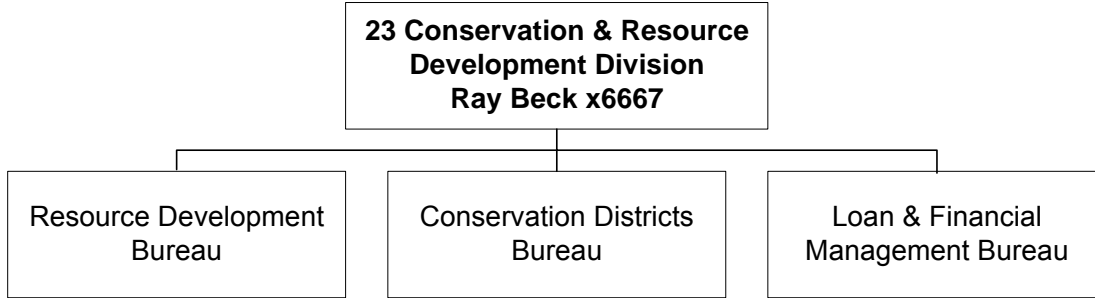 23 Conservation & Resource
Development Division
Ray Beck x6667
Resource Development
Bureau
Conservation Districts
Bureau
Loan & Financial
Management Bureau